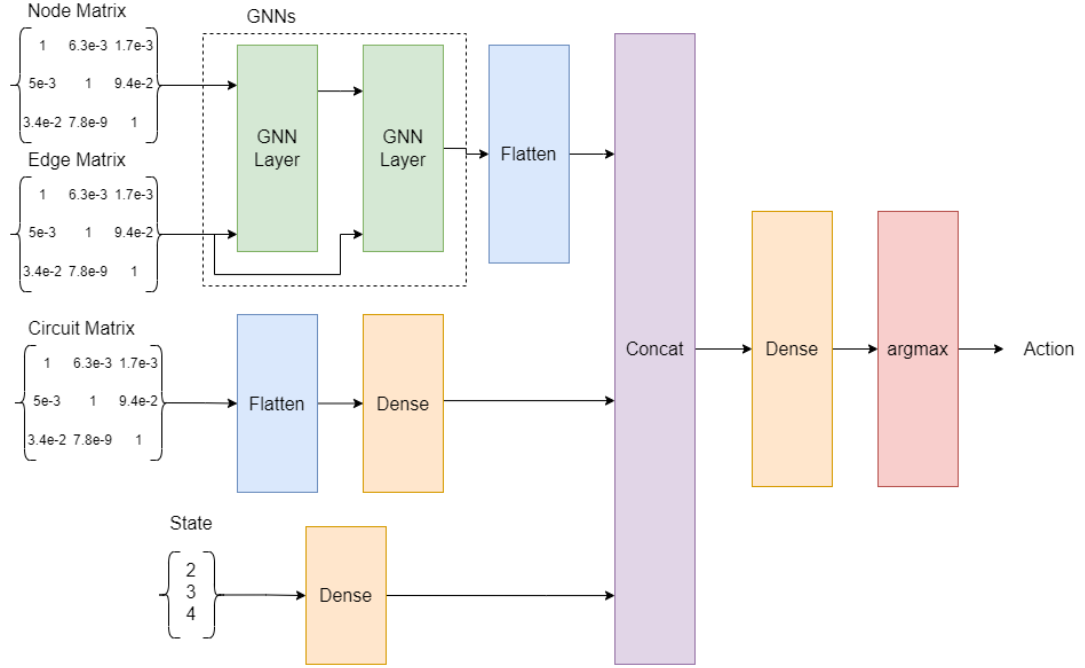 Node Matrix
1 6.3e-3 1.7e-3
5e-3 1 9.4e-2
3.4e-2 7.8e-9 1
Edge Matrix
1 6.3e-3 1.7e-3
5e-3 1 9.4e-2
3.4e-2 7.8e-9 1
GNNs
GNN
Layer
GNN
Layer
Flatten
Circuit Matrix
1 6.3e-3 1.7e-3
5e-3 1 9.4e-2
3.4e-2 7.8e-9 1
Flatten
Dense
State
2
3
4
Dense
Concat
Dense
argmax
Action